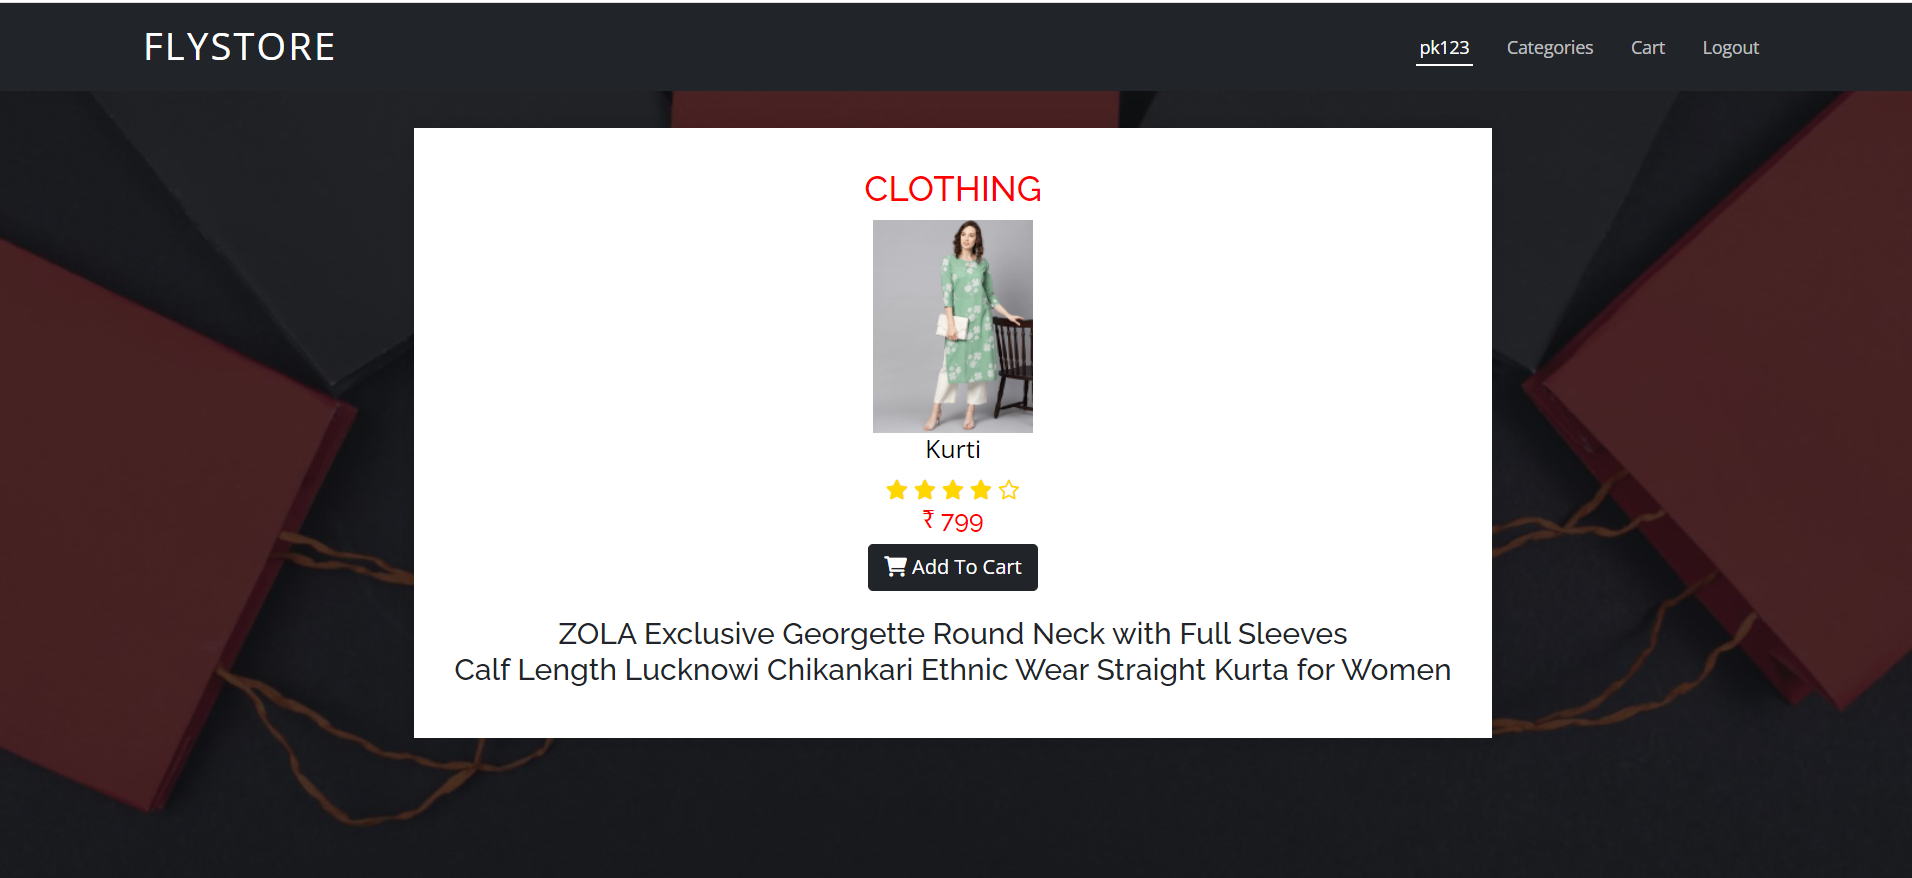 FLYSTORE
pk123 Categories Cart Logout
CLOTHING
Kurti
₹ 799
Add To Cart
ZOLA Exclusive Georgette Round Neck with Full Sleeves
Calf Length Lucknowi Chikankari Ethnic Wear Straight Kurta for Women